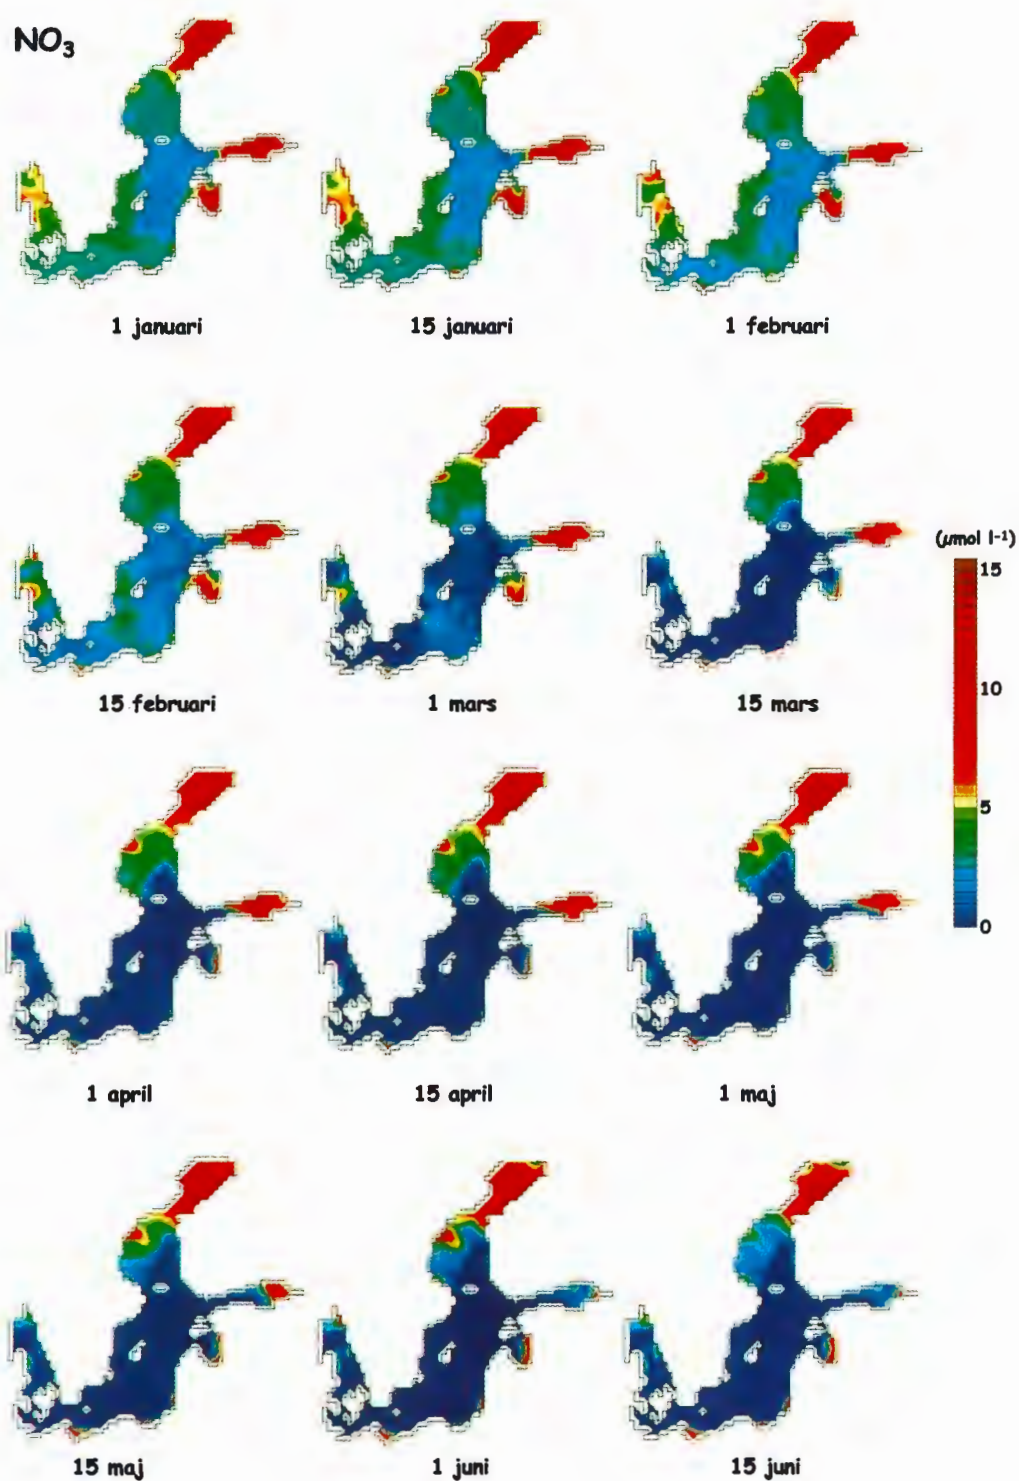 NO₃
1 januari
15 januari
1 februari
15 februari
1 mars
15 mars
(µmol l⁻¹)
15
10
5
0
1 april
15 april
1 maj
15 maj
1 juni
15 juni